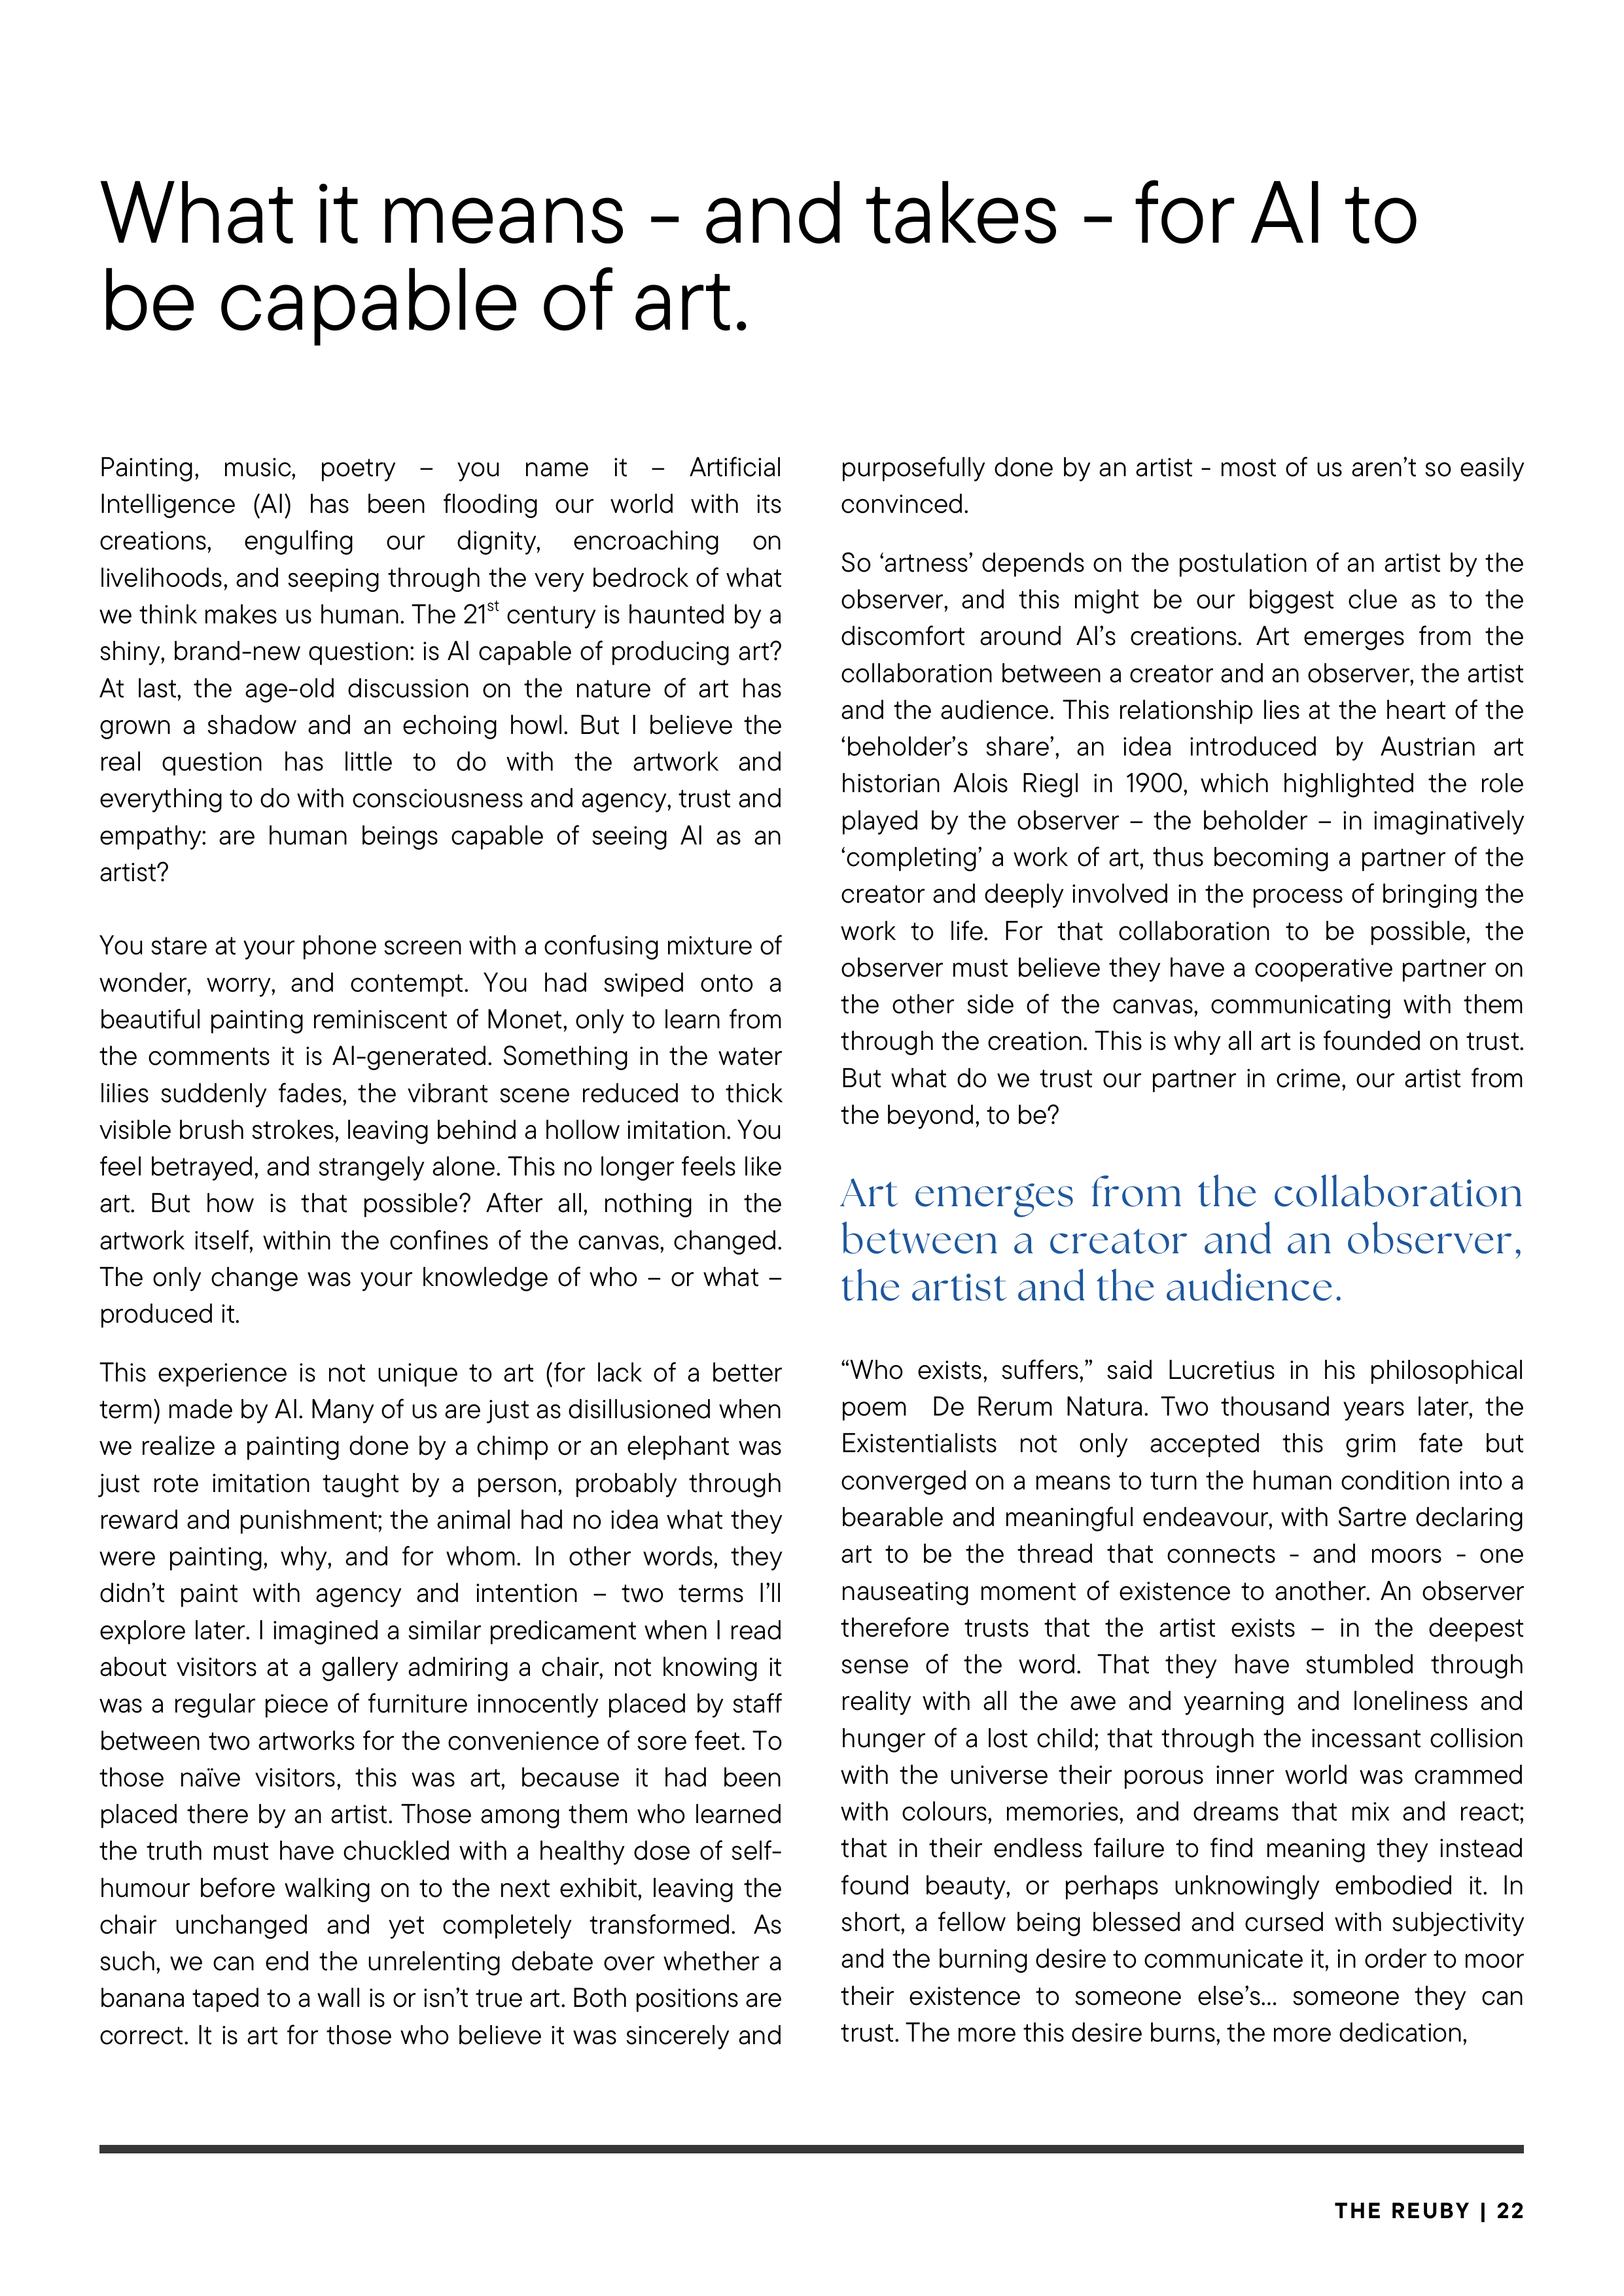 What it means - and takes - for AI to
be capable of art.
Painting, music, poetry – you name it – Artificial
Intelligence (AI) has been flooding our world with its
creations, engulfing our dignity, encroaching on
livelihoods, and seeping through the very bedrock of what
we think makes us human. The 21st century is haunted by a
shiny, brand-new question: is AI capable of producing art?
At last, the age-old discussion on the nature of art has
grown a shadow and an echoing howl. But I believe the
real question has little to do with the artwork and
everything to do with consciousness and agency, trust and
empathy: are human beings capable of seeing AI as an
artist?
You stare at your phone screen with a confusing mixture of
wonder, worry, and contempt. You had swiped onto a
beautiful painting reminiscent of Monet, only to learn from
the comments it is AI-generated. Something in the water
lilies suddenly fades, the vibrant scene reduced to thick
visible brush strokes, leaving behind a hollow imitation. You
feel betrayed, and strangely alone. This no longer feels like
art. But how is that possible? After all, nothing in the
artwork itself, within the confines of the canvas, changed.
The only change was your knowledge of who – or what –
produced it.
This experience is not unique to art (for lack of a better
term) made by AI. Many of us are just as disillusioned when
we realize a painting done by a chimp or an elephant was
just rote imitation taught by a person, probably through
reward and punishment; the animal had no idea what they
were painting, why, and for whom. In other words, they
didn't paint with agency and intention – two terms I'll
explore later. I imagined a similar predicament when I read
about visitors at a gallery admiring a chair, not knowing it
was a regular piece of furniture innocently placed by staff
between two artworks for the convenience of sore feet. To
those naïve visitors, this was art, because it had been
placed there by an artist. Those among them who learned
the truth must have chuckled with a healthy dose of self-
humour before walking on to the next exhibit, leaving the
chair unchanged and yet completely transformed. As
such, we can end the unrelenting debate over whether a
banana taped to a wall is or isn't true art. Both positions are
correct. It is art for those who believe it was sincerely and
purposefully done by an artist - most of us aren't so easily
convinced.
So ‘artness’ depends on the postulation of an artist by the
observer, and this might be our biggest clue as to the
discomfort around AI's creations. Art emerges from the
collaboration between a creator and an observer, the artist
and the audience. This relationship lies at the heart of the
‘beholder's share’, an idea introduced by Austrian art
historian Alois Riegl in 1900, which highlighted the role
played by the observer – the beholder – in imaginatively
‘completing’ a work of art, thus becoming a partner of the
creator and deeply involved in the process of bringing the
work to life. For that collaboration to be possible, the
observer must believe they have a cooperative partner on
the other side of the canvas, communicating with them
through the creation. This is why all art is founded on trust.
But what do we trust our partner in crime, our artist from
the beyond, to be?
Art emerges from the collaboration
between a creator and an observer,
the artist and the audience.
“Who exists, suffers,” said Lucretius in his philosophical
poem De Rerum Natura. Two thousand years later, the
Existentialists not only accepted this grim fate but
converged on a means to turn the human condition into a
bearable and meaningful endeavour, with Sartre declaring
art to be the thread that connects - and moors - one
nauseating moment of existence to another. An observer
therefore trusts that the artist exists – in the deepest
sense of the word. That they have stumbled through
reality with all the awe and yearning and loneliness and
hunger of a lost child; that through the incessant collision
with the universe their porous inner world was crammed
with colours, memories, and dreams that mix and react;
that in their endless failure to find meaning they instead
found beauty, or perhaps unknowingly embodied it. In
short, a fellow being blessed and cursed with subjectivity
and the burning desire to communicate it, in order to moor
their existence to someone else's... someone they can
trust. The more this desire burns, the more dedication,
THE REUBY | 22